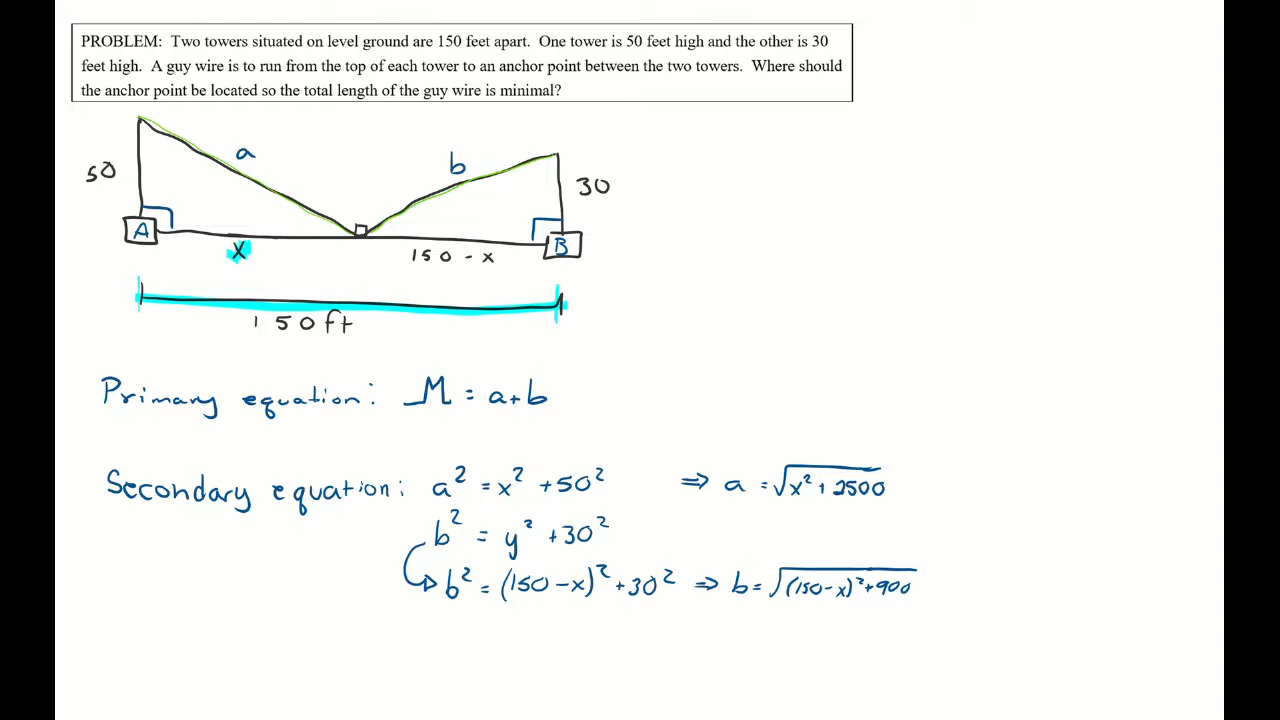 PROBLEM: Two towers situated on level ground are 150 feet apart. One tower is 50 feet high and the other is 30
feet high. A guy wire is to run from the top of each tower to an anchor point between the two towers. Where should
the anchor point be located so the total length of the guy wire is minimal?
a
b
50
30
A
B
x
150 - x
150ft
Primary equation: M = a+b
Secondary equation: a² = x² + 50² ⇒ a = √(x² + 2500)
b² = y² + 30²
b² = (150 - x)² + 30² ⇒ b = √((150-x)² + 900)